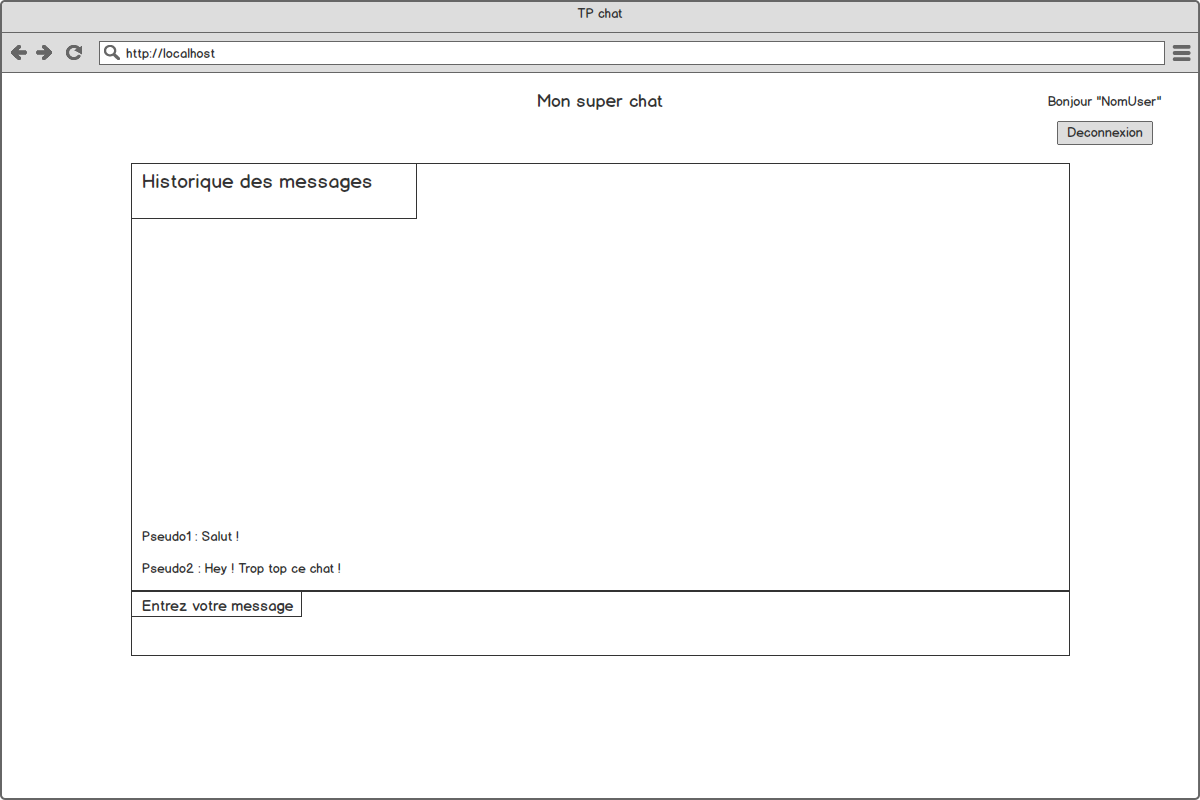 TP chat
http://localhost
Mon super chat
Bonjour "NomUser"
Deconnexion
Historique des messages
Pseudo1 : Salut !
Pseudo2 : Hey ! Trop top ce chat !
Entrez votre message